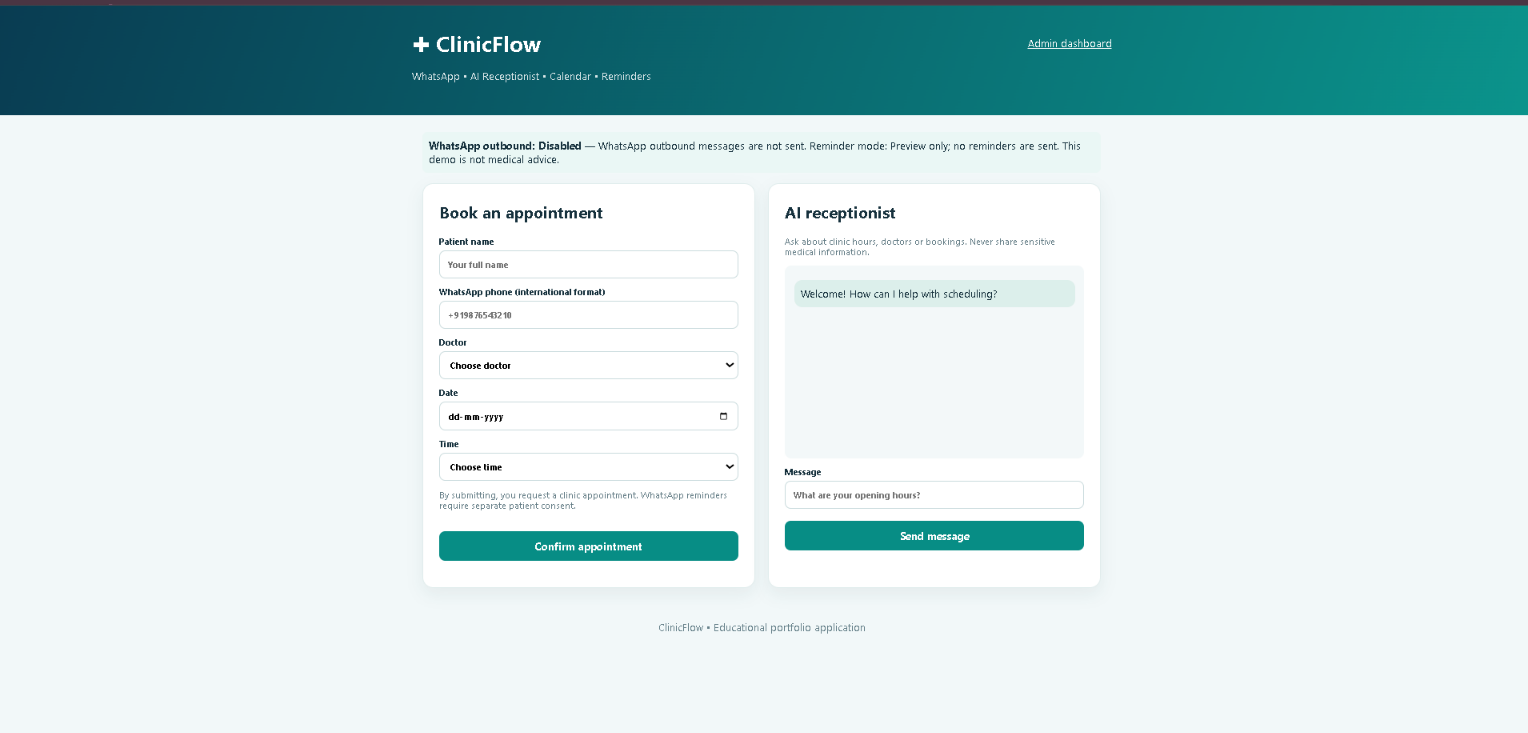 ✚ ClinicFlow
Admin dashboard
WhatsApp • AI Receptionist • Calendar • Reminders
WhatsApp outbound: Disabled — WhatsApp outbound messages are not sent. Reminder mode: Preview only; no reminders are sent. This
demo is not medical advice.
Book an appointment
Patient name
Your full name
WhatsApp phone (international format)
+919876543210
Doctor
Choose doctor
Date
dd-mm-yyyy
Time
Choose time
By submitting, you request a clinic appointment. WhatsApp reminders
require separate patient consent.
Confirm appointment
AI receptionist
Ask about clinic hours, doctors or bookings. Never share sensitive
medical information.
Welcome! How can I help with scheduling?
Message
What are your opening hours?
Send message
ClinicFlow • Educational portfolio application